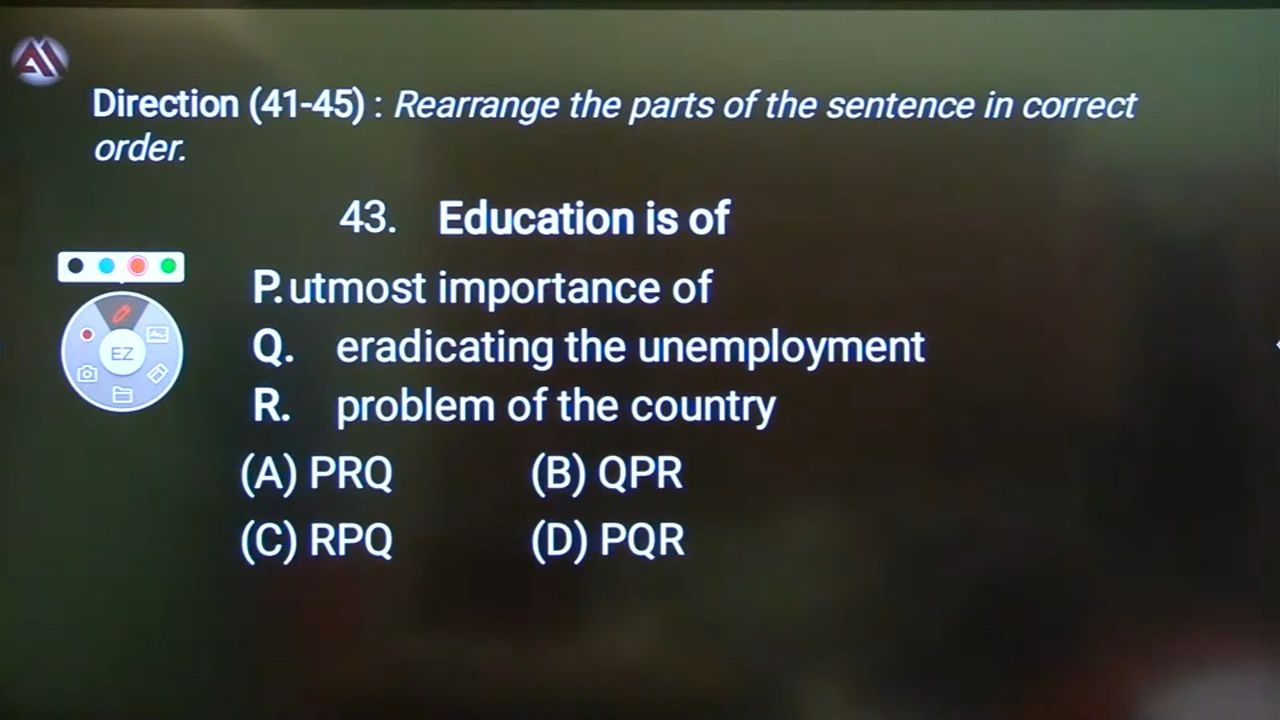 Direction (41-45) : Rearrange the parts of the sentence in correct
order.
43. Education is of
P. utmost importance of
Q. eradicating the unemployment
R. problem of the country
(A) PRQ (B) QPR
(C) RPQ (D) PQR
EZ